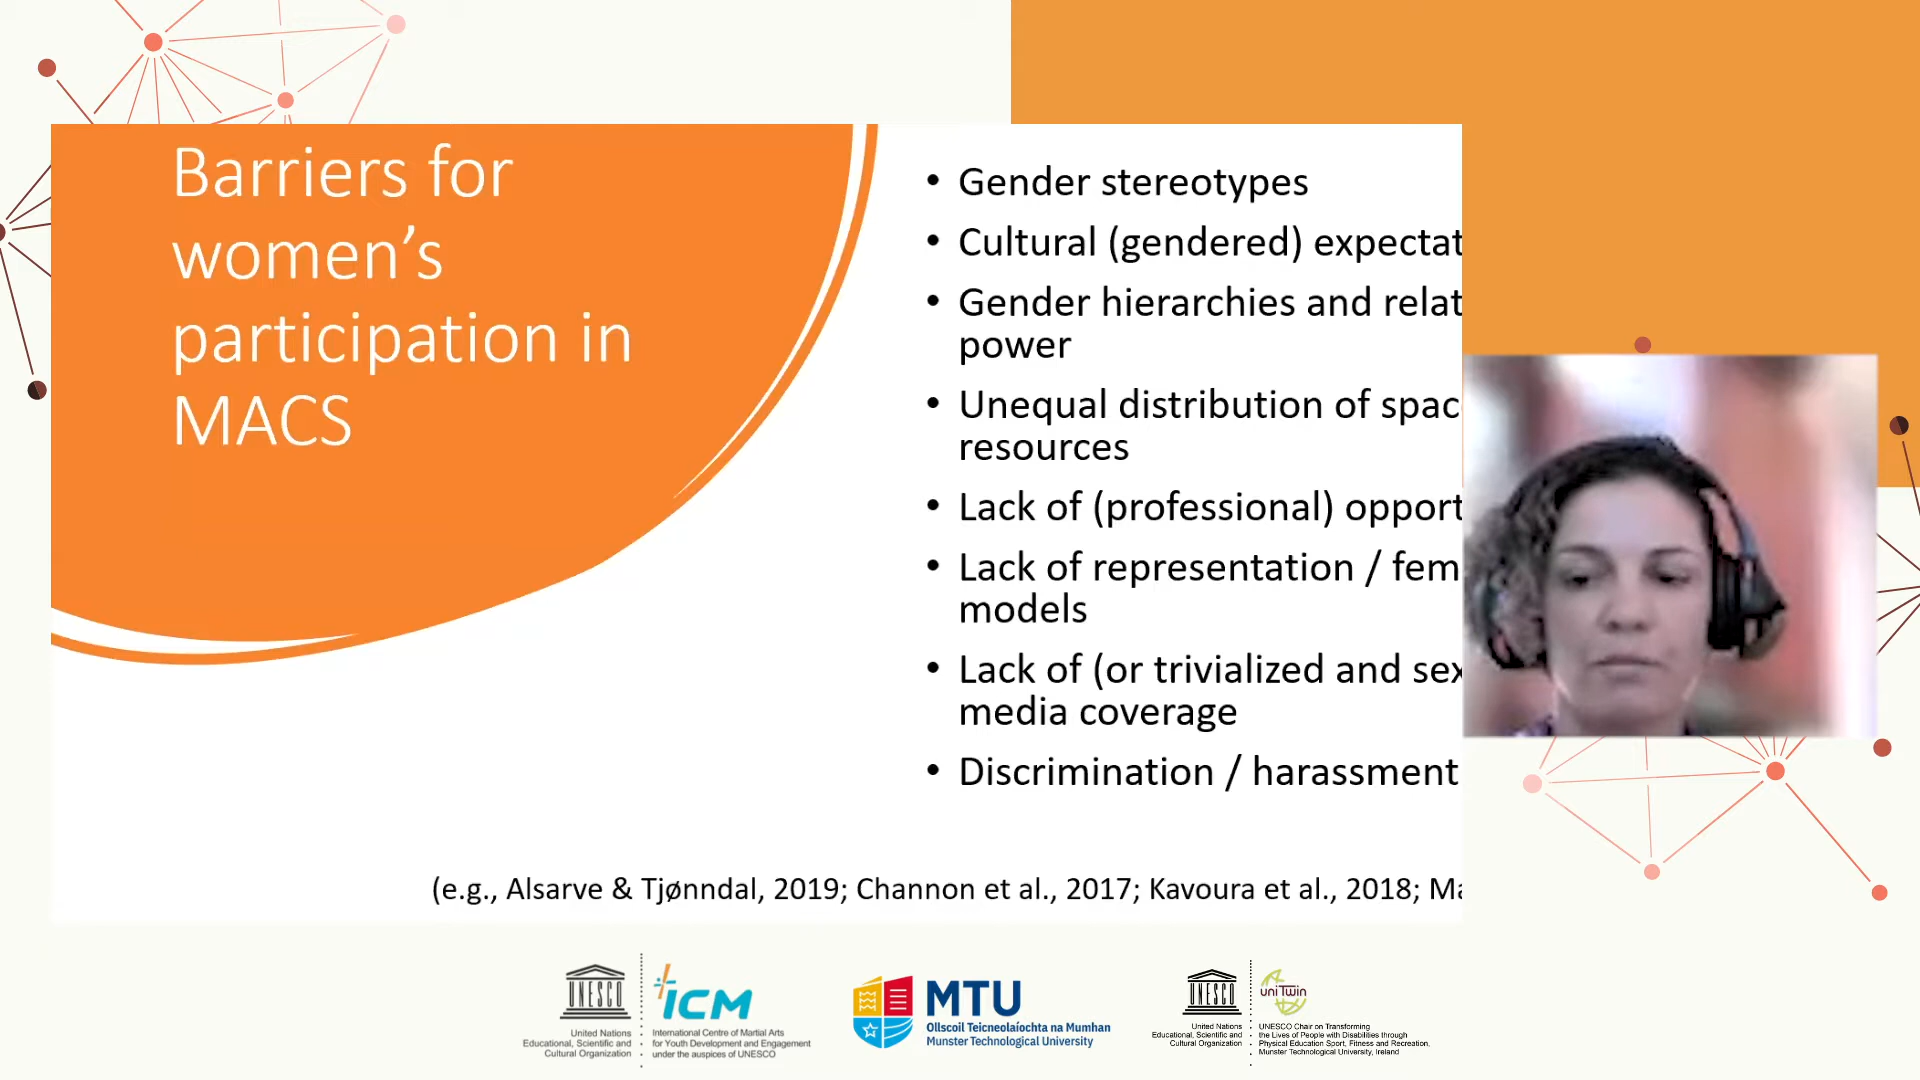 Barriers for
women's
participation in
MACS
• Gender stereotypes
• Cultural (gendered) expectat
• Gender hierarchies and relat
power
• Unequal distribution of spac
resources
• Lack of (professional) opport
• Lack of representation / fem
models
• Lack of (or trivialized and sex
media coverage
• Discrimination / harassment
(e.g., Alsarve & Tjønndal, 2019; Channon et al., 2017; Kavoura et al., 2018; Ma
UNESCO
United Nations
Educational, Scientific and
Cultural Organization
ICM
International Centre of Martial Arts
for Youth Development and Engagement
under the auspices of UNESCO
MTU
Ollscoil Teicneolaíochta na Mumhan
Munster Technological University
UNESCO
United Nations
Educational, Scientific and
Cultural Organization
uniTwin
UNESCO Chair on Transforming
the Lives of People with Disabilities through
Physical Education Sport, Fitness and Recreation,
Munster Technological University, Ireland